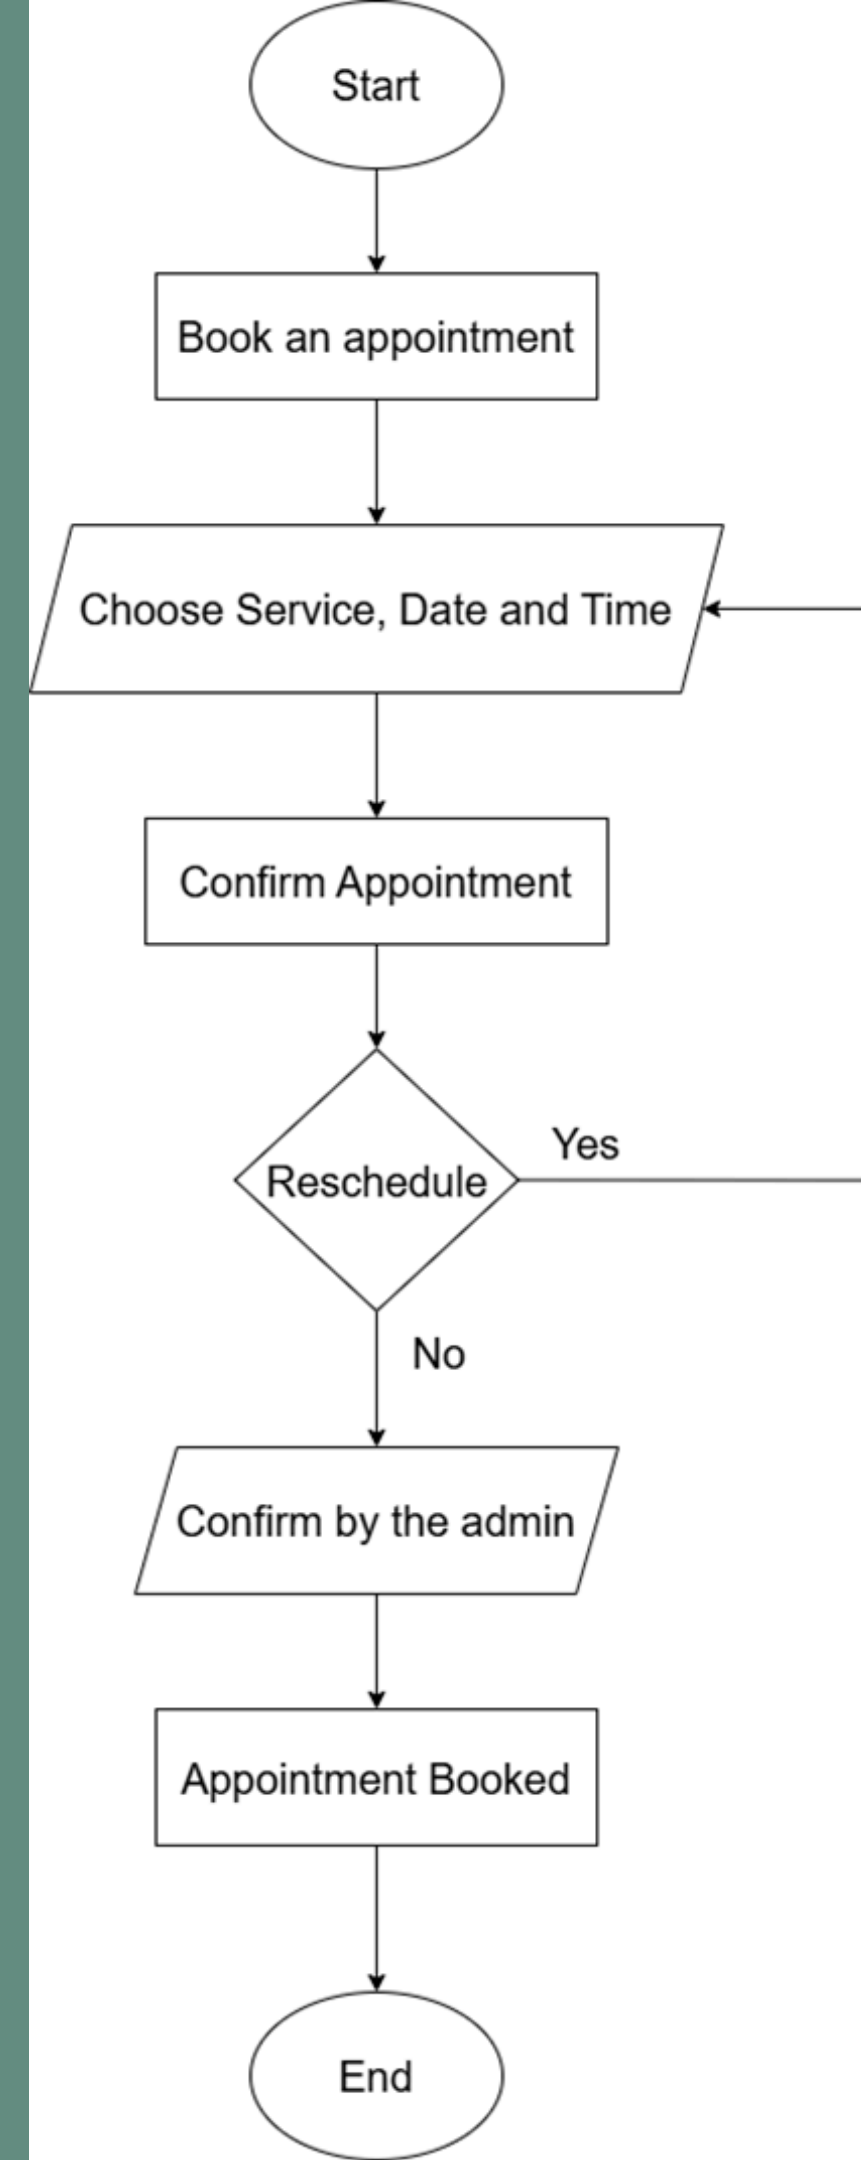 Start
Book an appointment
Choose Service, Date and Time
Confirm Appointment
Reschedule
Yes
No
Confirm by the admin
Appointment Booked
End